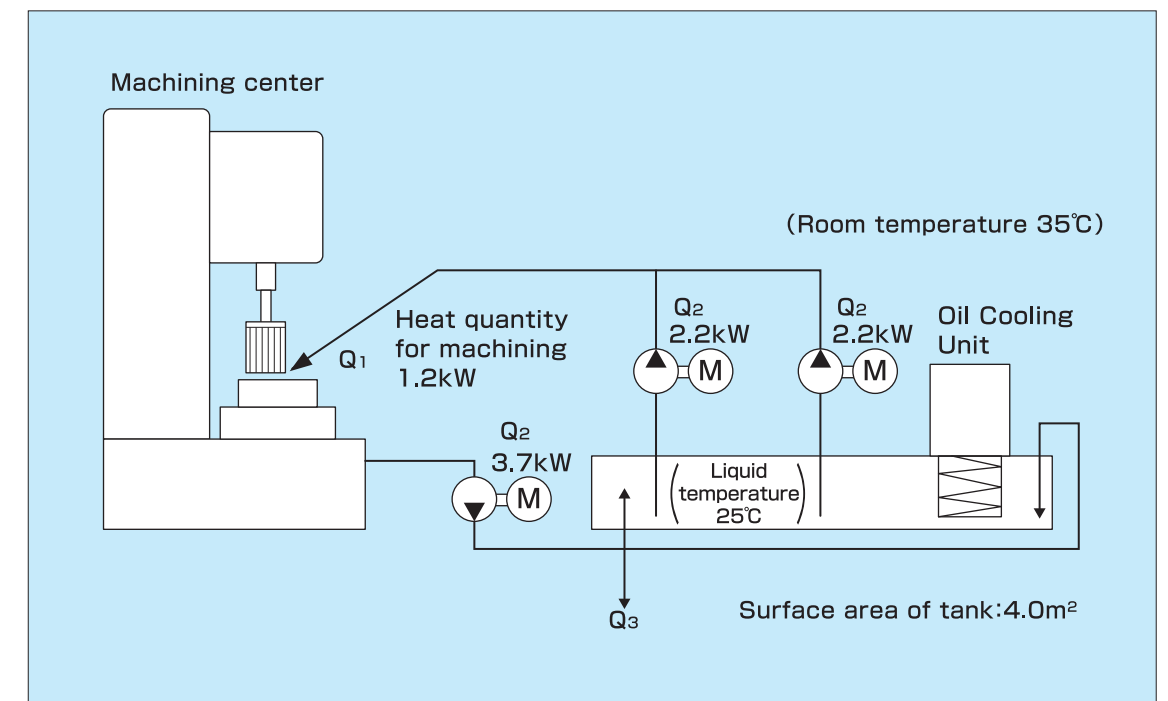 Machining center
(Room temperature 35℃)
Q₂
2.2kW
Q₂
2.2kW
Oil Cooling
Unit
Heat quantity
for machining
1.2kW
Q₁
M
M
Q₂
3.7kW
M
(Liquid
temperature
25℃)
Q₃
Surface area of tank:4.0m²